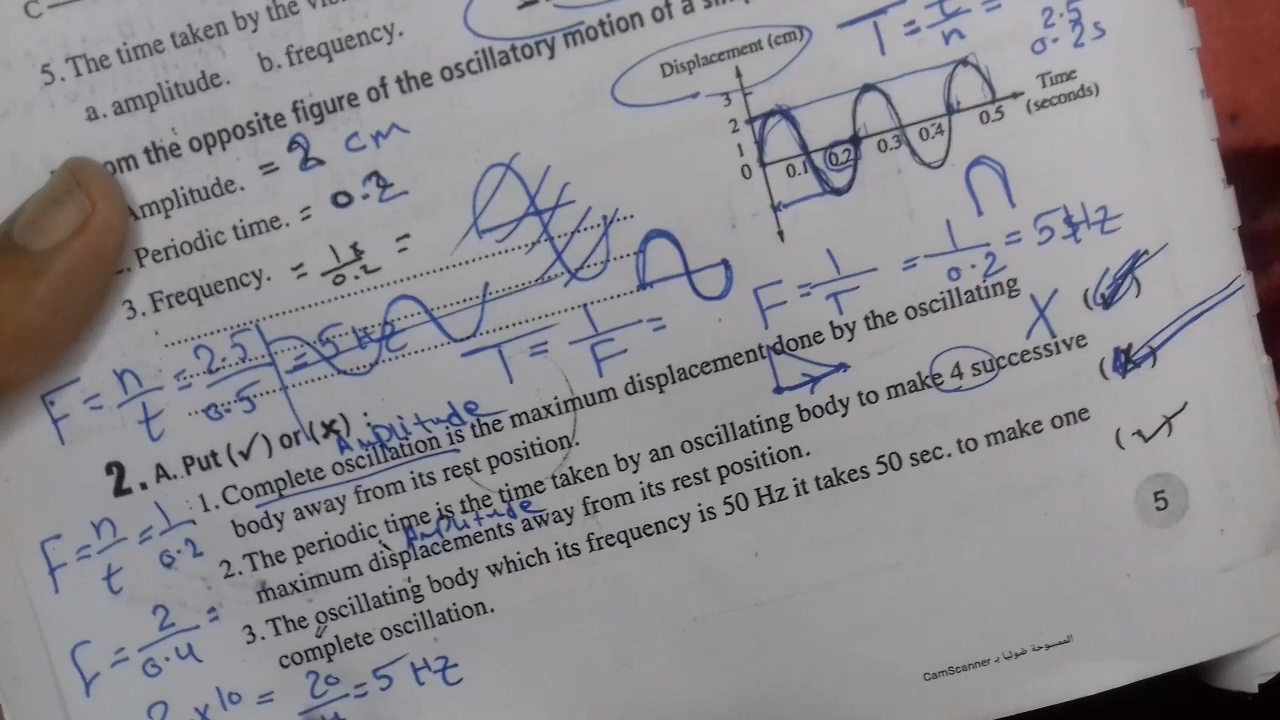 C
5. The time taken by the
a. amplitude. b. frequency.
om the opposite figure of the oscillatory motion of a
Amplitude. = 2 cm
Periodic time. = 0.2
3. Frequency. = 1/0.2 =
T = t/n =
2.5
0.2s
Displacement (cm)
3
2
1
0
0.1 0.2 0.3 0.4 0.5
Time
(seconds)
F = 1/T = 1/0.2 = 5 Hz
F = n/t = 2.5/0.5 = 5 Hz
T = 1/F =
2. A. Put (✓) or (x) :
Amplitude
1. Complete oscillation is the maximum displacement done by the oscillating
body away from its rest position.
X
2. The periodic time is the time taken by an oscillating body to make 4 successive
Amplitude
maximum displacements away from its rest position.
3. The oscillating body which its frequency is 50 Hz it takes 50 sec. to make one
complete oscillation. (✓)
F = n/t = 1/0.2
F = 2/0.4 =
x 10 = 20 = 5 Hz
5
الممسوحة ضوئيا بـ CamScanner